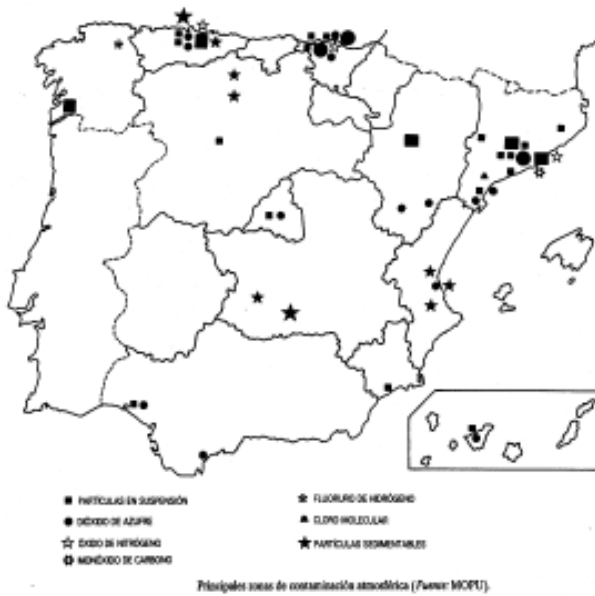 PARTÍCULAS EN SUSPENSIÓN
DIÓXIDO DE AZUFRE
ÓXIDO DE NITRÓGENO
MONÓXIDO DE CARBONO
FLUORURO DE HIDRÓGENO
CLORO MOLECULAR
PARTÍCULAS SEDIMENTABLES
Principales zonas de contaminación atmosférica (Fuente: MOPU).